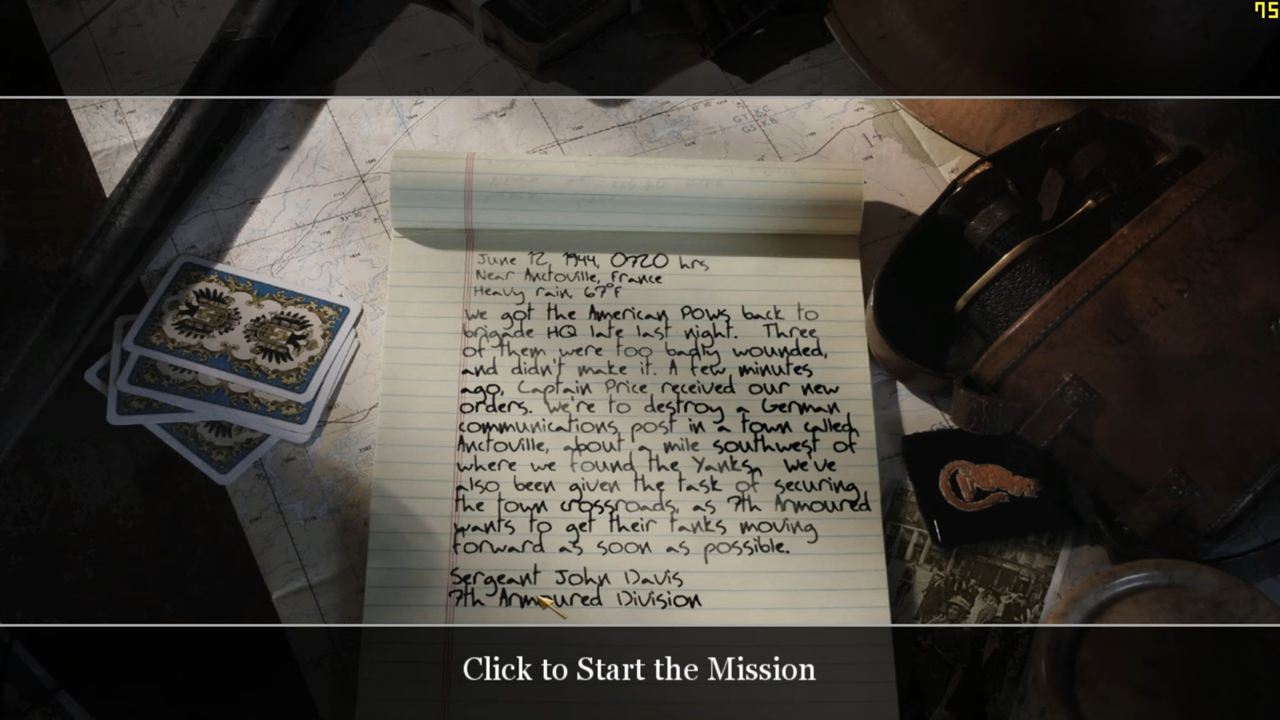 75
June 12, 1944, 0720 hrs
Near Anctoville, France
Heavy rain, 67°F
We got the American POWs back to
brigade HQ late last night. Three
of them were too badly wounded,
and didn't make it. A few minutes
ago, Captain Price received our new
orders. We're to destroy a German
communications post in a town called
Anctoville, about a mile southwest of
where we found the Yanks. We've
also been given the task of securing
the town crossroads, as 7th Armoured
wants to get their tanks moving
forward as soon as possible.
Sergeant John Davis
7th Armoured Division
Click to Start the Mission